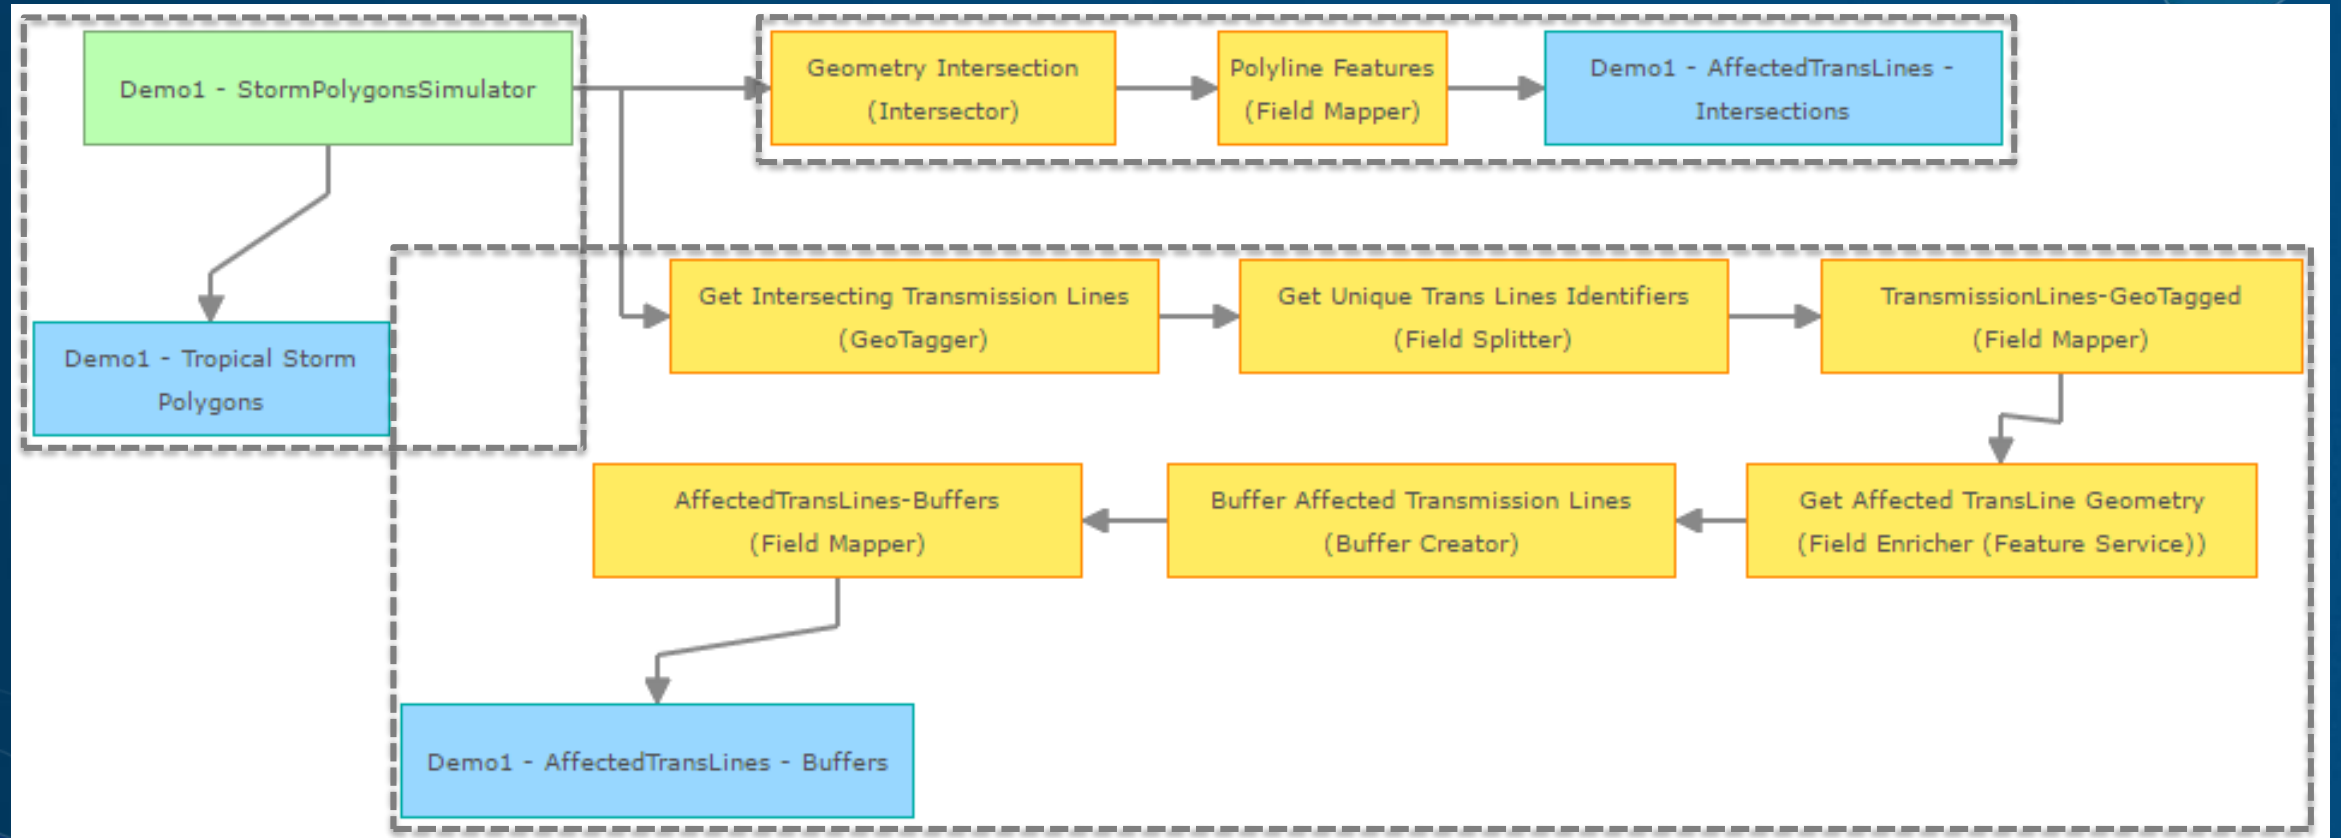 Demo1 - StormPolygonsSimulator
Geometry Intersection
(Intersector)
Polyline Features
(Field Mapper)
Demo1 - AffectedTransLines -
Intersections
Demo1 - Tropical Storm
Polygons
Get Intersecting Transmission Lines
(GeoTagger)
Get Unique Trans Lines Identifiers
(Field Splitter)
TransmissionLines-GeoTagged
(Field Mapper)
Get Affected TransLine Geometry
(Field Enricher (Feature Service))
Buffer Affected Transmission Lines
(Buffer Creator)
AffectedTransLines-Buffers
(Field Mapper)
Demo1 - AffectedTransLines - Buffers